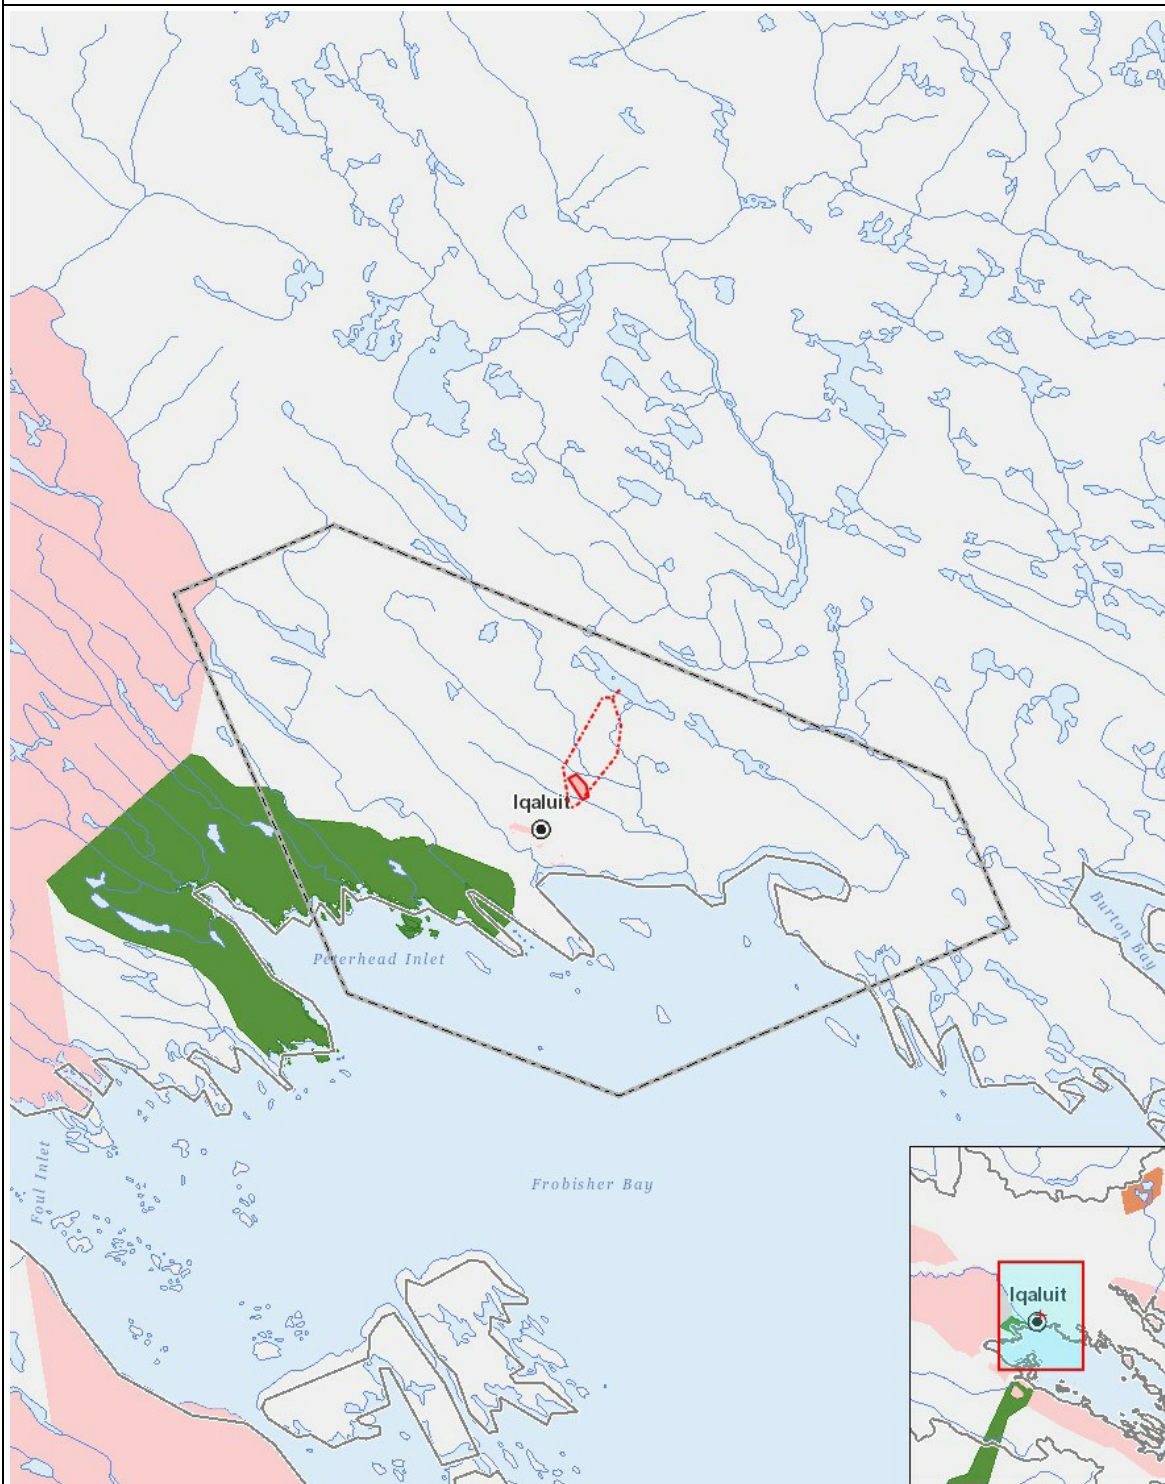 Iqaluit
Peterhead Inlet
Burton Bay
Foul Inlet
Frobisher Bay
Iqaluit